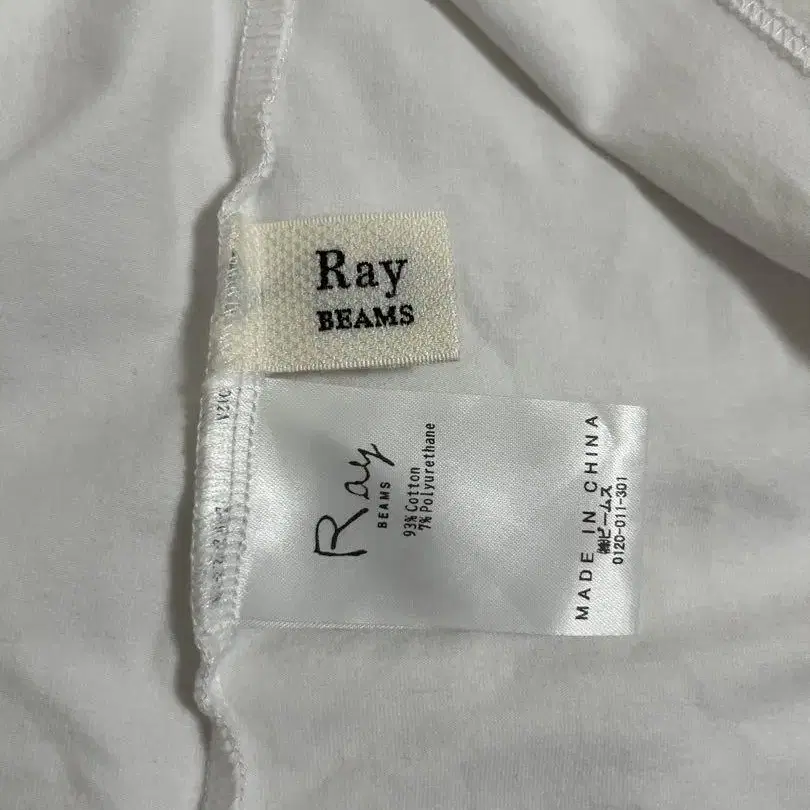 Ray
BEAMS
Ray
BEAMS
93% Cotton
7% Polyurethane
MADE IN CHINA
㈱ビームス
0120-011-301